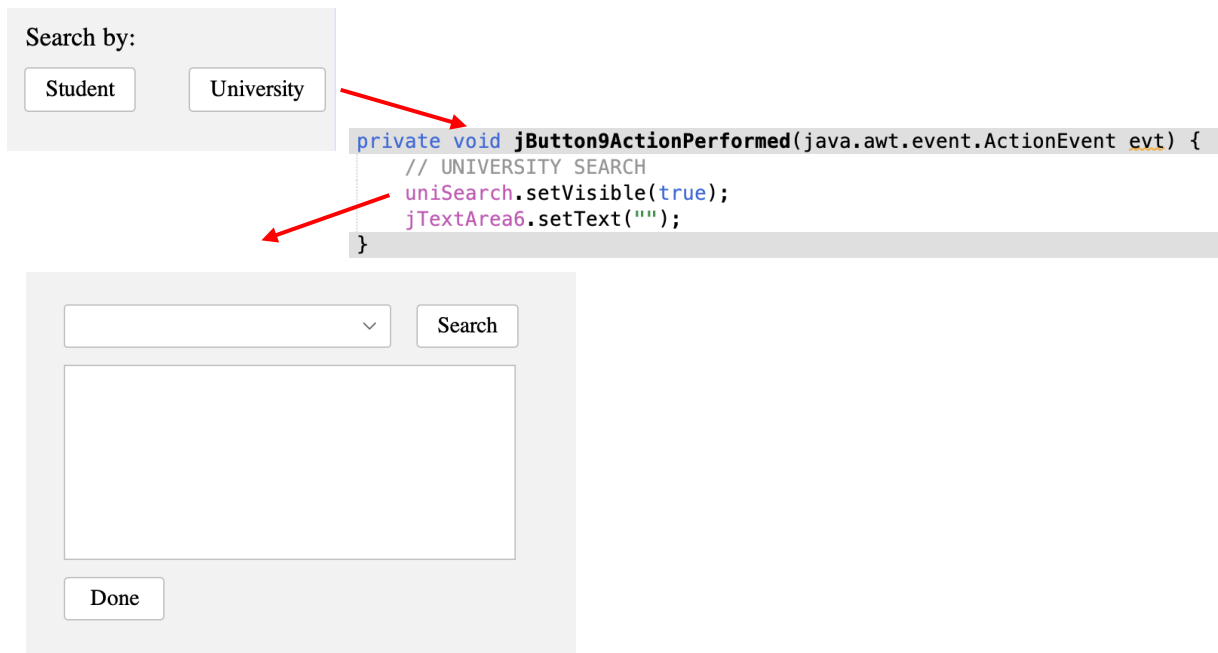 Search by:
Student University
private void jButton9ActionPerformed(java.awt.event.ActionEvent evt) {
// UNIVERSITY SEARCH
uniSearch.setVisible(true);
jTextArea6.setText("");
}
Search
Done